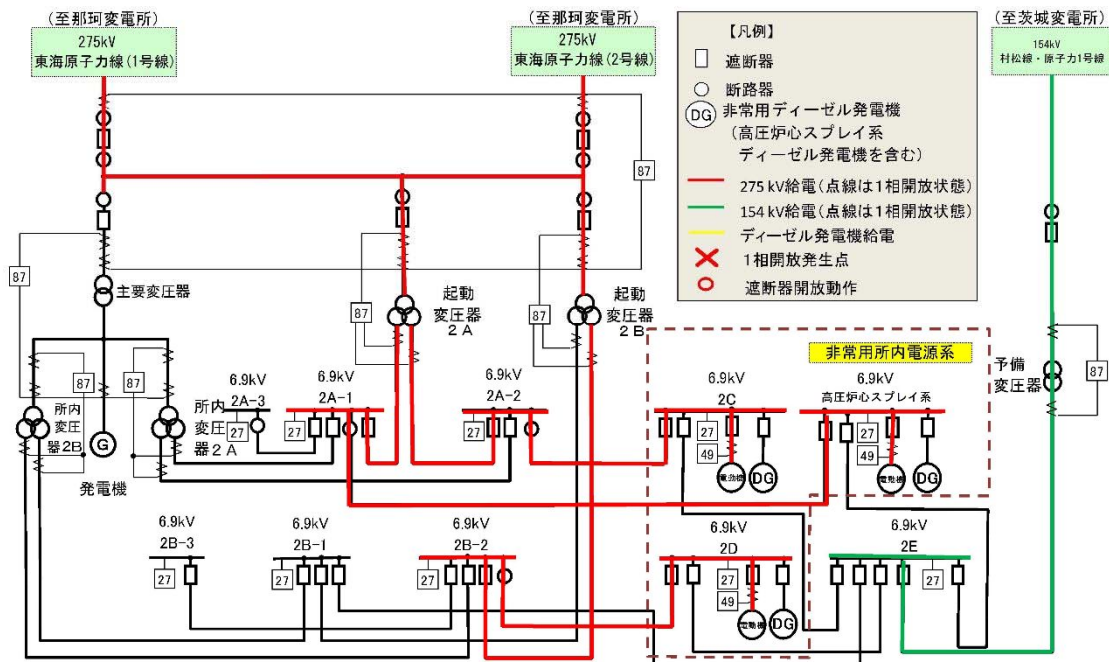 (至那珂変電所)
275kV
東海原子力線(1号線)
(至那珂変電所)
275kV
東海原子力線(2号線)
(至茨城変電所)
154kV
村松線・原子力1号線
【凡例】
遮断器
断路器
DG
非常用ディーゼル発電機
(高圧炉心スプレイ系
ディーゼル発電機を含む)
275kV給電(点線は1相開放状態)
154kV給電(点線は1相開放状態)
ディーゼル発電機給電
1相開放発生点
遮断器開放動作
87
87
主要変圧器
87
起動
変圧器
2A
87
起動
変圧器
2B
87
87
所内
変圧
器2B
G
発電機
所内
変圧
器2A
予備
変圧器
87
非常用所内電源系
6.9kV
2A-3
27
6.9kV
2A-1
27
6.9kV
2A-2
27
6.9kV
2C
27
49
電動機
DG
6.9kV
高圧炉心スプレイ系
27
49
電動機
DG
6.9kV
2B-3
27
6.9kV
2B-1
27
6.9kV
2B-2
27
6.9kV
2D
27
49
電動機
DG
6.9kV
2E
27